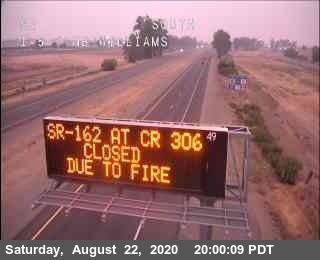 SOUTH
WILLIAMS
SR-162 AT CR 306
CLOSED
DUE TO FIRE
49
Saturday, August 22, 2020 20:00:09 PDT